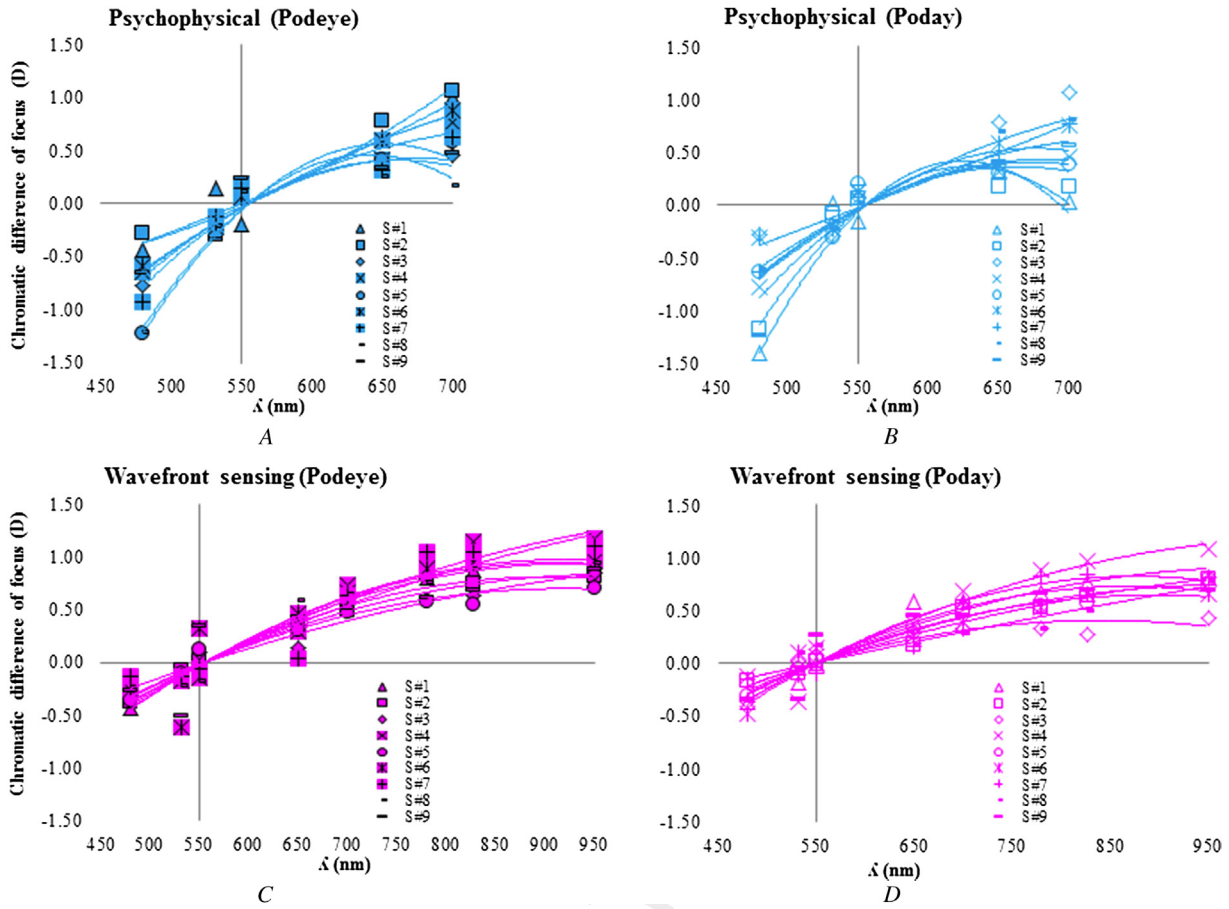 Psychophysical (Podeye)
Chromatic difference of focus (D)
1.50
1.00
0.50
0.00
-0.50
-1.00
-1.50
450 500 550 600 650 700
λ (nm)
S#1
S#2
S#3
S#4
S#5
S#6
S#7
S#8
S#9
A
Psychophysical (Poday)
1.50
1.00
0.50
0.00
-0.50
-1.00
-1.50
450 500 550 600 650 700
λ (nm)
S#1
S#2
S#3
S#4
S#5
S#6
S#7
S#8
S#9
B
Wavefront sensing (Podeye)
Chromatic difference of focus (D)
1.50
1.00
0.50
0.00
-0.50
-1.00
-1.50
450 500 550 600 650 700 750 800 850 900 950
λ (nm)
S#1
S#2
S#3
S#4
S#5
S#6
S#7
S#8
S#9
C
Wavefront sensing (Poday)
1.50
1.00
0.50
0.00
-0.50
-1.00
-1.50
450 550 650 750 850 950
λ (nm)
S#1
S#2
S#3
S#4
S#5
S#6
S#7
S#8
S#9
D